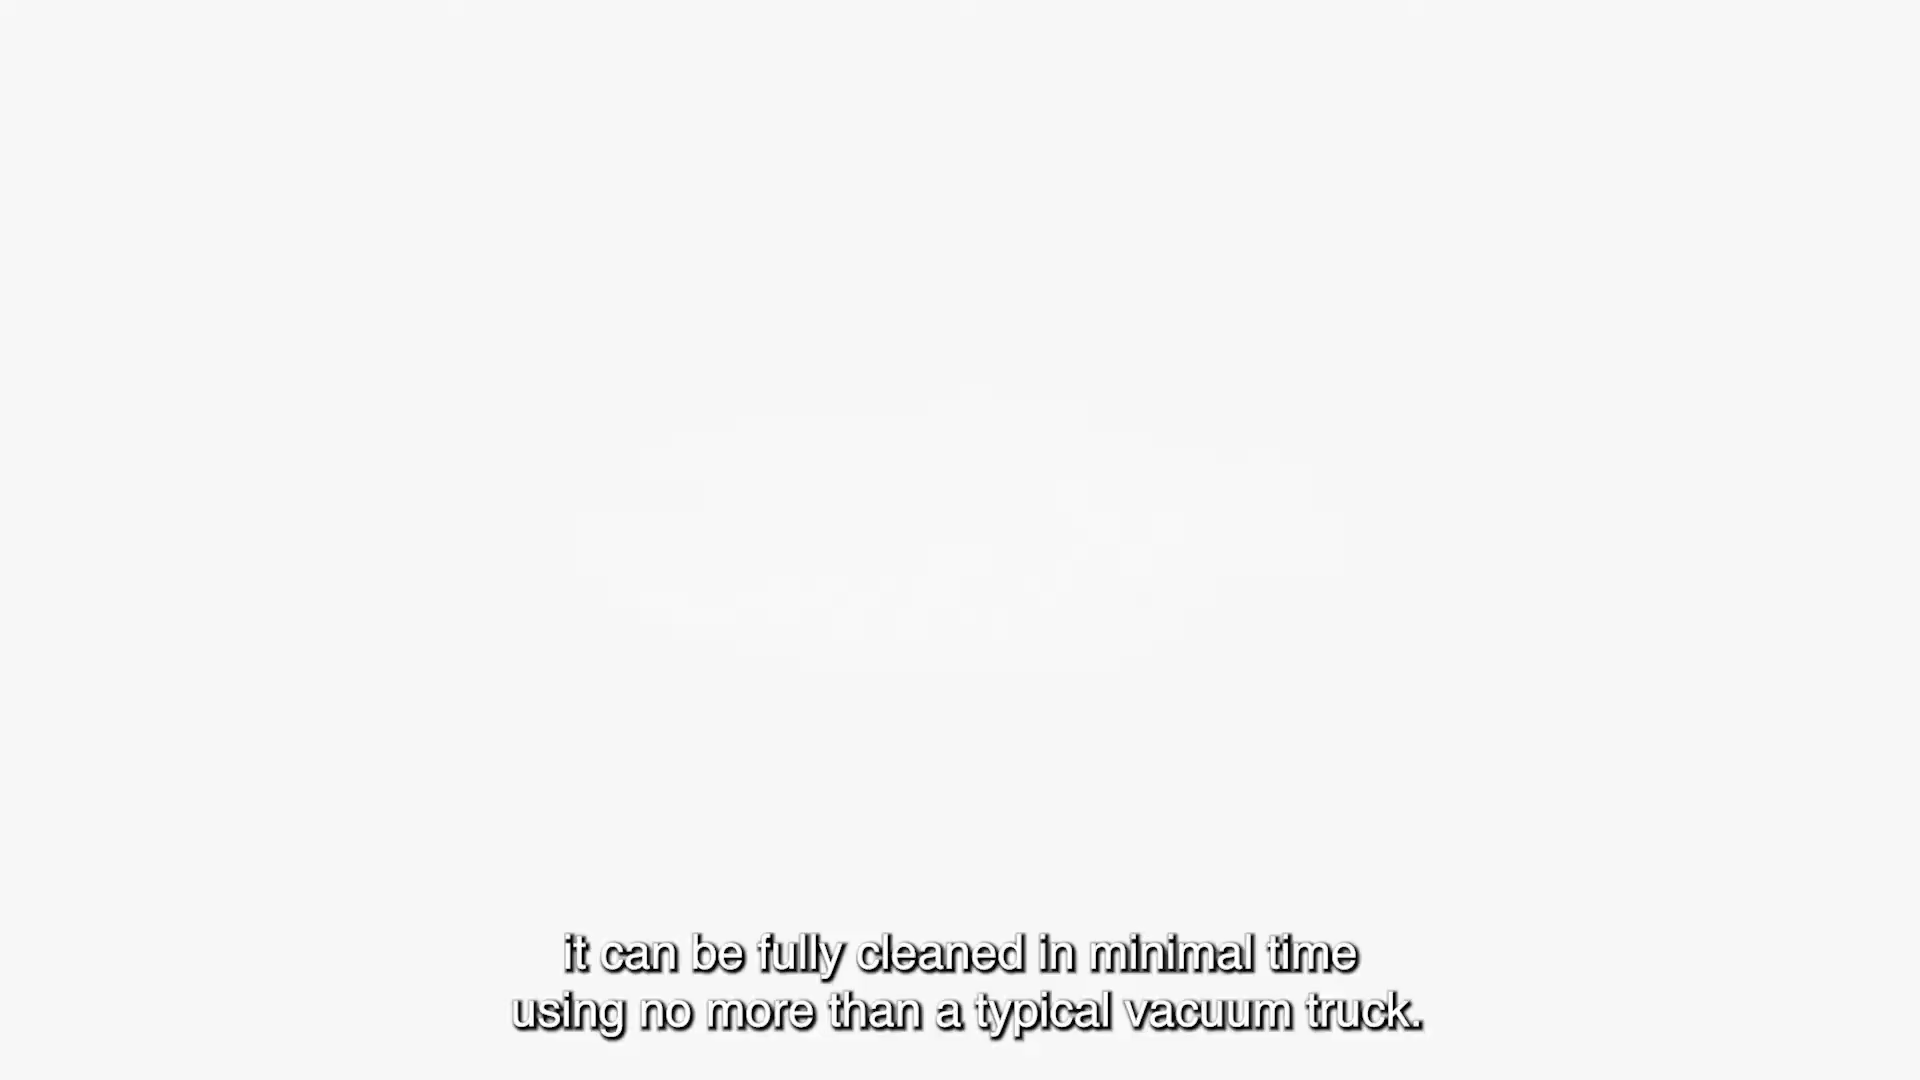 it can be fully cleaned in minimal time
using no more than a typical vacuum truck.